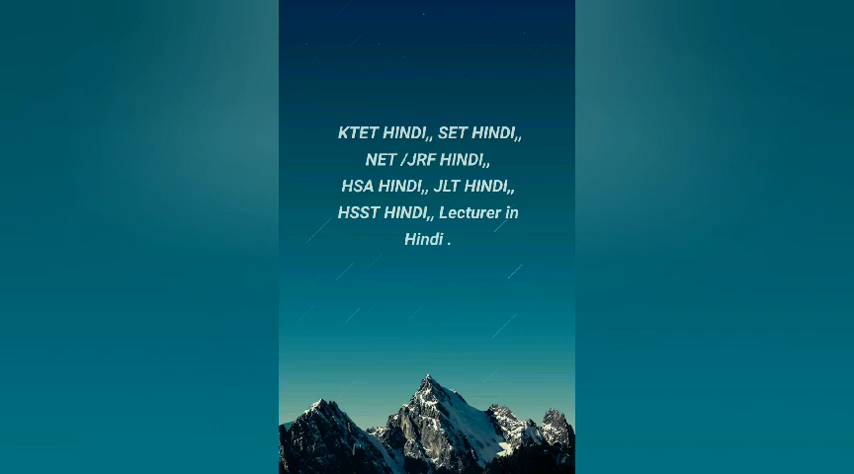 KTET HINDI,, SET HINDI,,
NET /JRF HINDI,,
HSA HINDI,, JLT HINDI,,
HSST HINDI,, Lecturer in
Hindi .